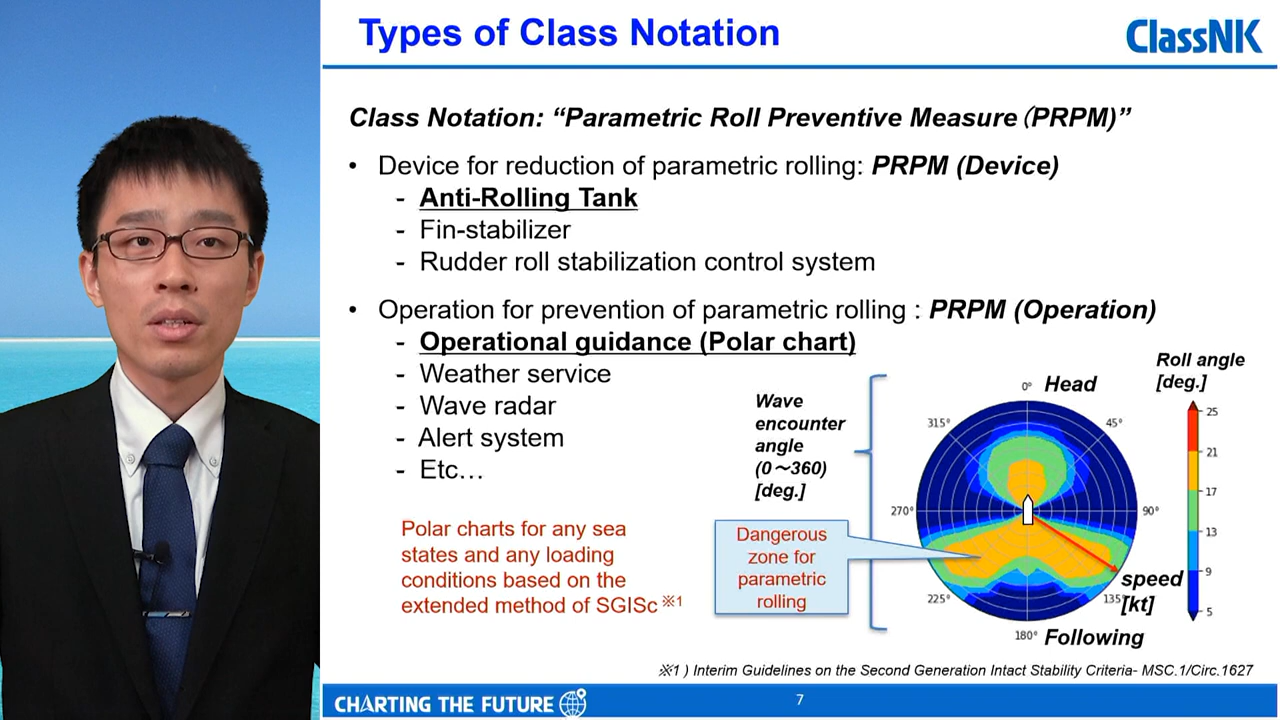 Types of Class Notation
ClassNK
Class Notation: “Parametric Roll Preventive Measure（PRPM)”
• Device for reduction of parametric rolling: PRPM (Device)
- Anti-Rolling Tank
- Fin-stabilizer
- Rudder roll stabilization control system
• Operation for prevention of parametric rolling : PRPM (Operation)
- Operational guidance (Polar chart)
- Weather service
- Wave radar
- Alert system
- Etc…
Polar charts for any sea
states and any loading
conditions based on the
extended method of SGISc ※1
Wave
encounter
angle
(0～360)
[deg.]
Dangerous
zone for
parametric
rolling
0° Head
315°
45°
270°
90°
225°
135°
180° Following
speed
[kt]
Roll angle
[deg.]
25
21
17
13
9
5
※1 ) Interim Guidelines on the Second Generation Intact Stability Criteria- MSC.1/Circ.1627
CHARTING THE FUTURE
7